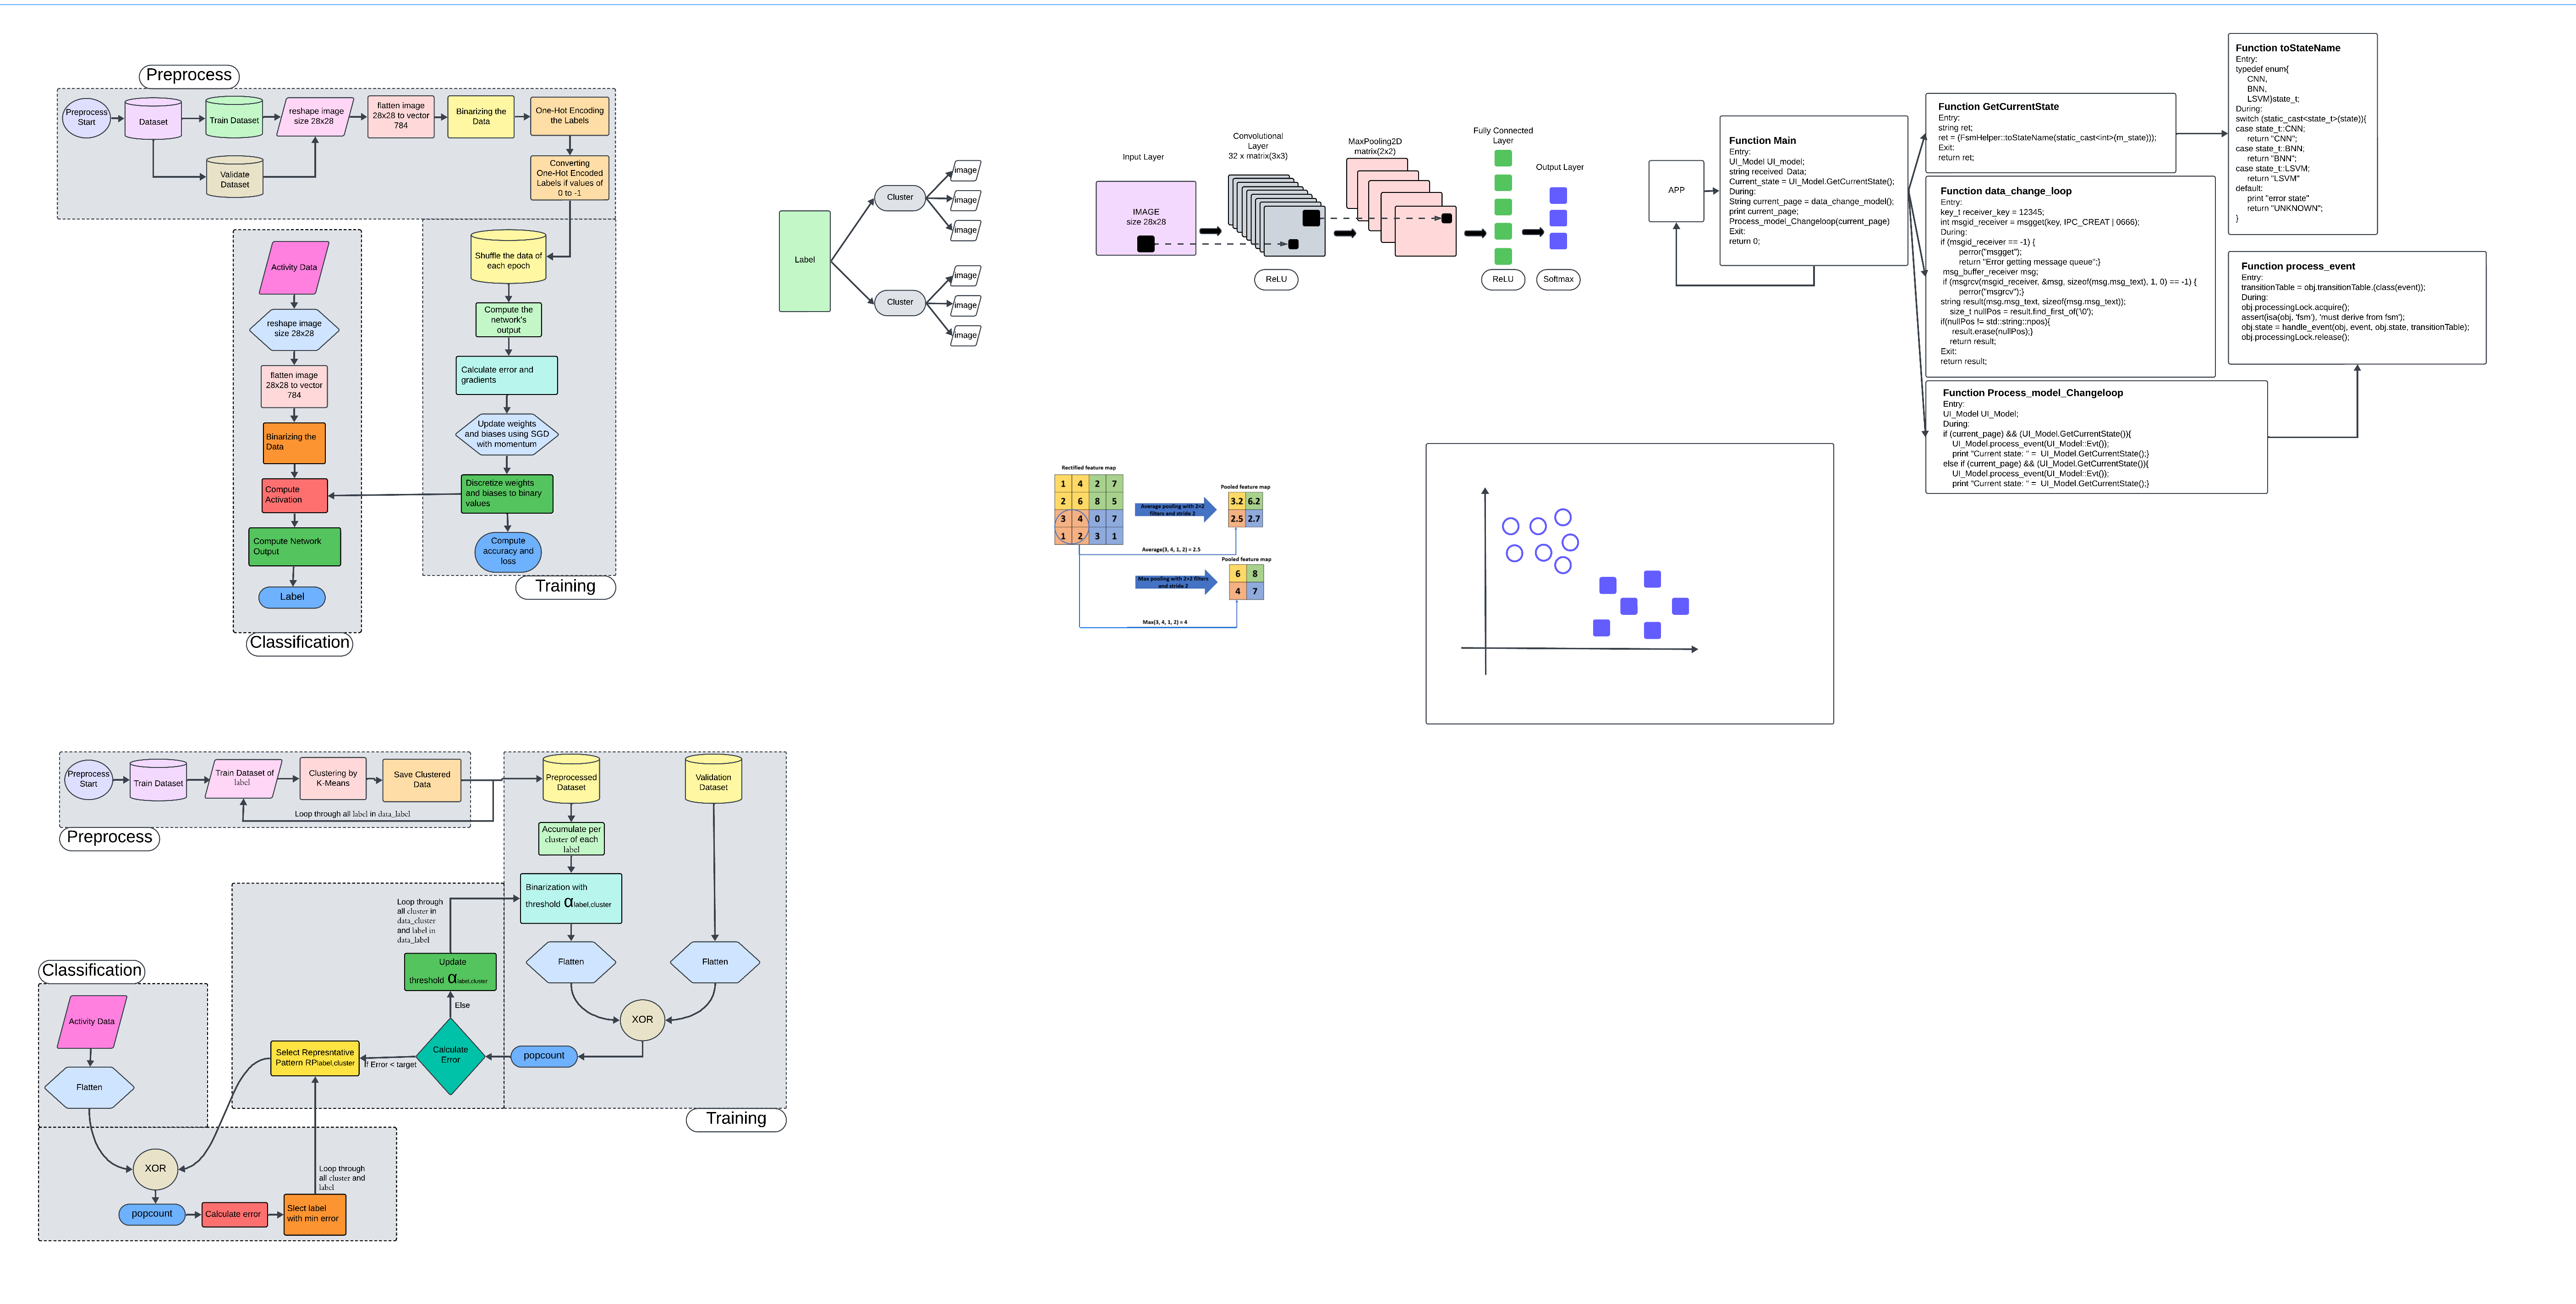 Preprocess
Preprocess
Start
Dataset
Train Dataset
reshape image
size 28x28
flatten image
28x28 to vector
784
Binarizing the
Data
One-Hot Encoding
the Labels
Validate
Dataset
Converting
One-Hot Encoded
Labels if values of
0 to -1
Activity Data
reshape image
size 28x28
flatten image
28x28 to vector
784
Binarizing the
Data
Compute
Activation
Compute Network
Output
Label
Classification
Shuffle the data of
each epoch
Compute the
network's
output
Calculate error and
gradients
Update weights
and biases using SGD
with momentum
Discretize weights
and biases to binary
values
Compute
accuracy and
loss
Training
Label
Cluster
Cluster
image
image
image
image
image
image
Input Layer
IMAGE
size 28x28
Convolutional
Layer
32 x matrix(3x3)
ReLU
MaxPooling2D
matrix(2x2)
Fully Connected
Layer
ReLU
Output Layer
Softmax
APP
Function Main
Entry:
UI_Model UI_model;
string received Data;
Current_state = UI_Model.GetCurrentState();
During:
String current_page = data_change_model();
print current_page;
Process_model_Changeloop(current_page)
Exit:
return 0;
Function GetCurrentState
Entry:
string ret;
ret = (FsmHelper::toStateName(static_cast<int>(m_state)));
Exit:
return ret;
Function data_change_loop
Entry:
key_t receiver_key = 12345;
int msgid_receiver = msgget(key, IPC_CREAT | 0666);
During:
if (msgid_receiver == -1) {
perror("msgget");
return "Error getting message queue";}
msg_buffer_receiver msg;
if (msgrcv(msgid_receiver, &msg, sizeof(msg.msg_text), 1, 0) == -1) {
perror("msgrcv");}
string result(msg.msg_text, sizeof(msg.msg_text));
size_t nullPos = result.find_first_of('\0');
if(nullPos != std::string::npos){
result.erase(nullPos);}
return result;
Exit:
return result;
Function Process_model_Changeloop
Entry:
UI_Model UI_Model;
During:
if (current_page) && (UI_Model.GetCurrentState()){
UI_Model.process_event(UI_Model::Evt());
print "Current state: " = UI_Model.GetCurrentState();}
else if (current_page) && (UI_Model.GetCurrentState()){
UI_Model.process_event(UI_Model::Evt());
print "Current state: " = UI_Model.GetCurrentState();}
Function toStateName
Entry:
typedef enum{
CNN,
BNN,
LSVM}state_t;
During:
switch (static_cast<state_t>(state)){
case state_t::CNN;
return "CNN";
case state_t::BNN;
return "BNN";
case state_t::LSVM;
return "LSVM"
default:
print "error state"
return "UNKNOWN";
}
Function process_event
Entry:
transitionTable = obj.transitionTable.(class(event));
During:
obj.processingLock.acquire();
assert(isa(obj, 'fsm'), 'must derive from fsm');
obj.state = handle_event(obj, event, obj.state, transitionTable);
obj.processingLock.release();
Rectified feature map
1 4 2 7
2 6 8 5
3 4 0 7
1 2 3 1
Average pooling with 2×2
filters and stride 2
Pooled feature map
3.2 6.2
2.5 2.7
Average(3, 4, 1, 2) = 2.5
Pooled feature map
Max pooling with 2×2 filters
and stride 2
6 8
4 7
Max(3, 4, 1, 2) = 4
Preprocess
Start
Train Dataset
Train Dataset of
label
Clustering by
K-Means
Save Clustered
Data
Loop through all label in data_label
Preprocess
Preprocessed
Dataset
Validation
Dataset
Accumulate per
cluster of each
label
Binarization with
threshold αlabel,cluster
Flatten
Flatten
XOR
popcount
Calculate
Error
Else
Update
threshold αlabel,cluster
Loop through
all cluster in
data_cluster
and label in
data_label
If Error < target
Select Represntative
Pattern RPlabel,cluster
Training
Classification
Activity Data
Flatten
XOR
popcount
Calculate error
Slect label
with min error
Loop through
all cluster and
label